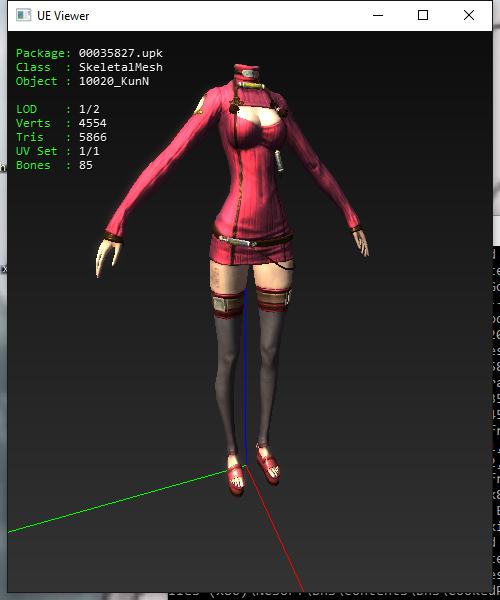 UE Viewer
Package: 00035827.upk
Class : SkeletalMesh
Object : 10020_KunN
LOD : 1/2
Verts : 4554
Tris : 5866
UV Set : 1/1
Bones : 85